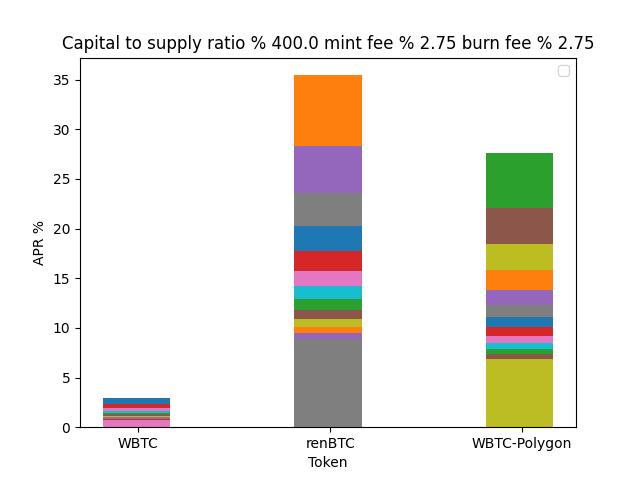 Capital to supply ratio % 400.0 mint fee % 2.75 burn fee % 2.75
35
30
25
20
15
10
5
0
APR %
WBTC renBTC WBTC-Polygon
Token